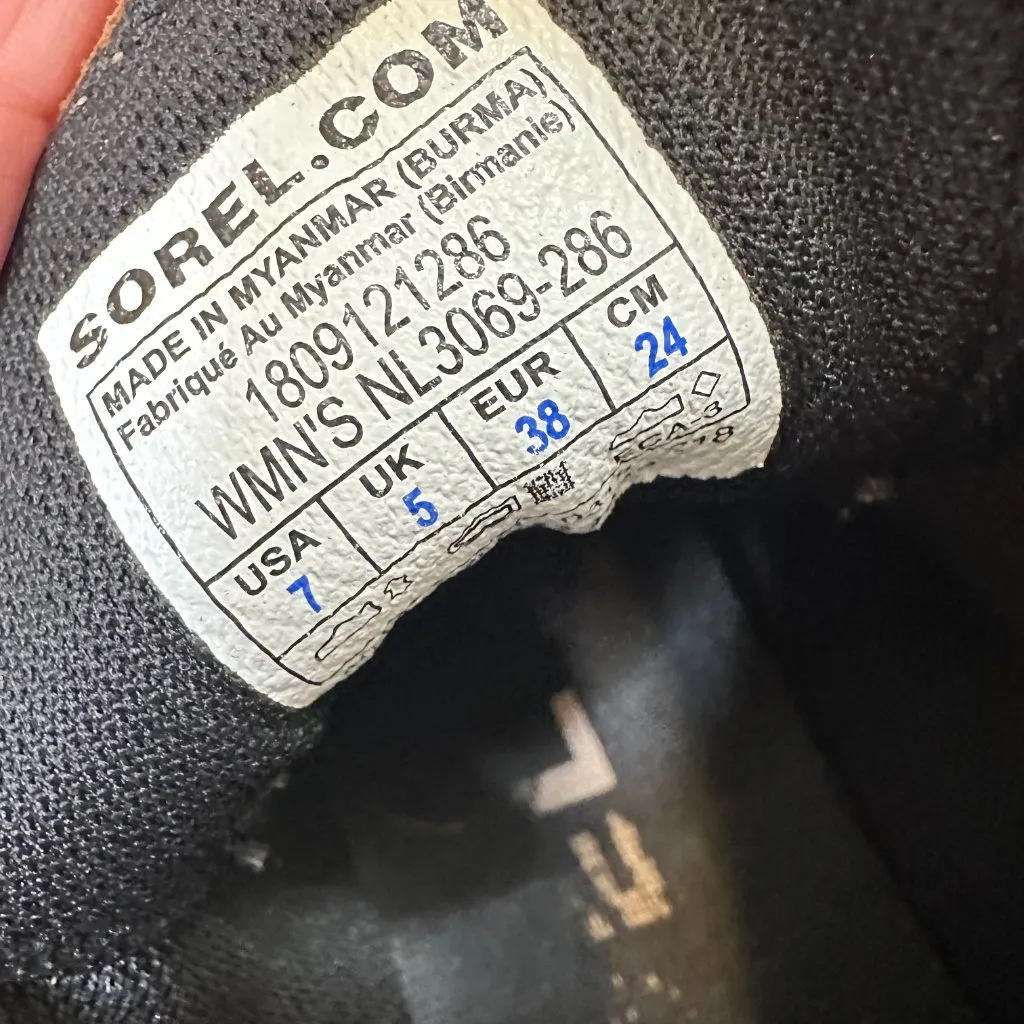 SOREL.COM
MADE IN MYANMAR (BURMA)
Fabriqué Au Myanmar (Birmanie)
1809121286
WMN'S NL3069-286
USA UK EUR CM
7 5 38 24